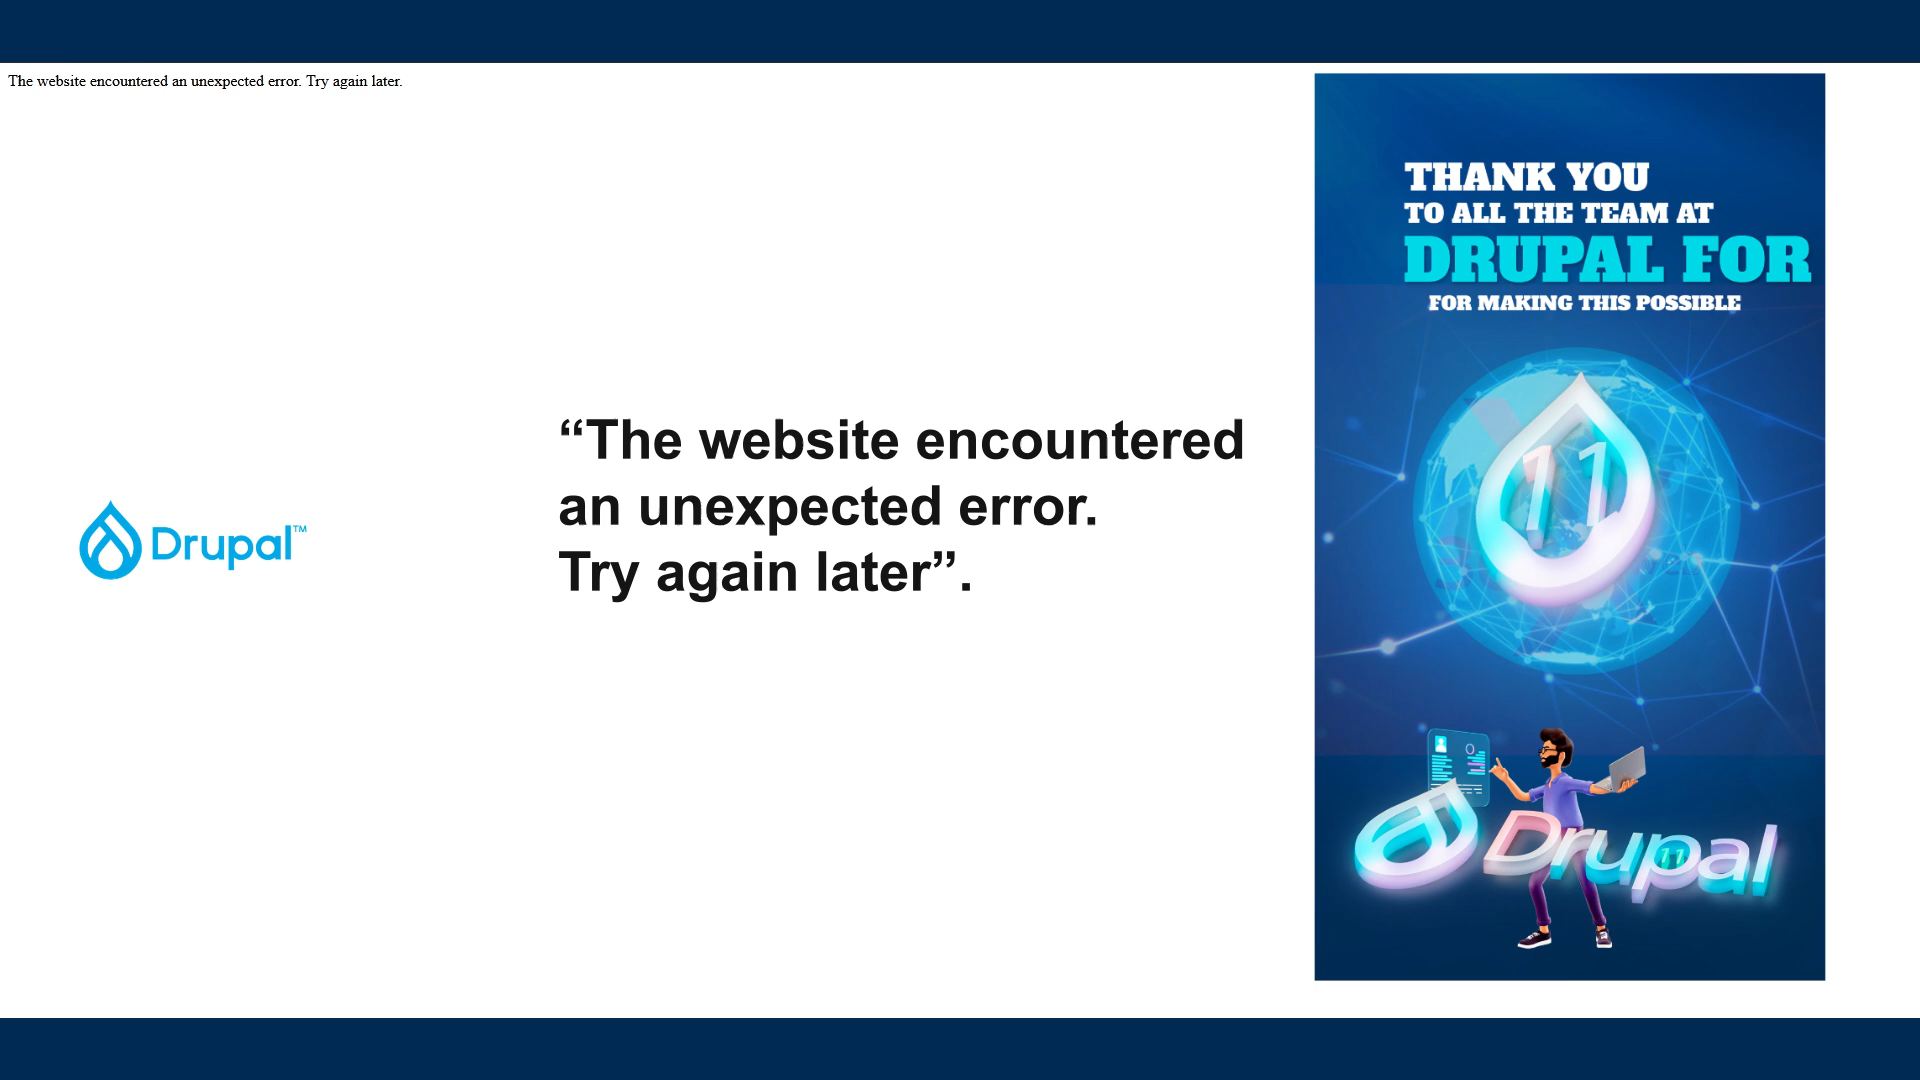 The website encountered an unexpected error. Try again later.
Drupal™
“The website encountered
an unexpected error.
Try again later”.
THANK YOU
TO ALL THE TEAM AT
DRUPAL FOR
FOR MAKING THIS POSSIBLE
11
Drupal
11